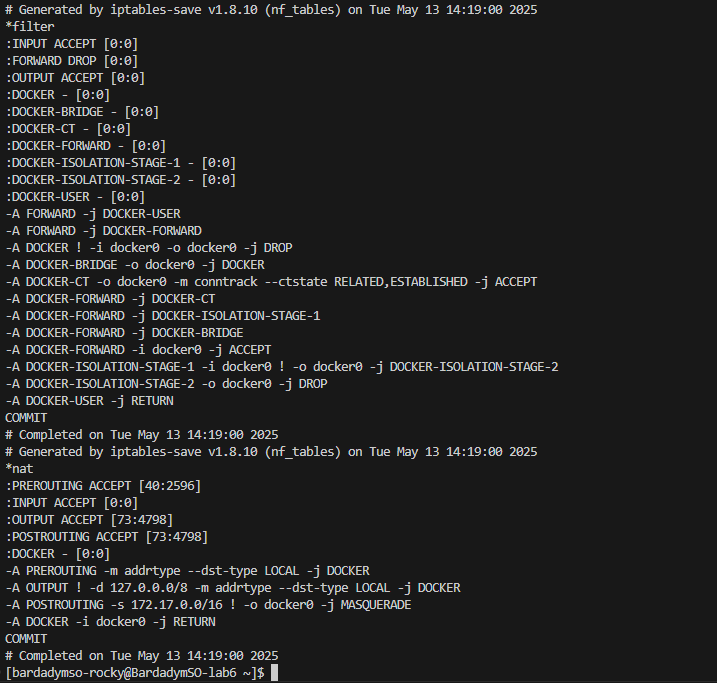 # Generated by iptables-save v1.8.10 (nf_tables) on Tue May 13 14:19:00 2025
*filter
:INPUT ACCEPT [0:0]
:FORWARD DROP [0:0]
:OUTPUT ACCEPT [0:0]
:DOCKER - [0:0]
:DOCKER-BRIDGE - [0:0]
:DOCKER-CT - [0:0]
:DOCKER-FORWARD - [0:0]
:DOCKER-ISOLATION-STAGE-1 - [0:0]
:DOCKER-ISOLATION-STAGE-2 - [0:0]
:DOCKER-USER - [0:0]
-A FORWARD -j DOCKER-USER
-A FORWARD -j DOCKER-FORWARD
-A DOCKER ! -i docker0 -o docker0 -j DROP
-A DOCKER-BRIDGE -o docker0 -j DOCKER
-A DOCKER-CT -o docker0 -m conntrack --ctstate RELATED,ESTABLISHED -j ACCEPT
-A DOCKER-FORWARD -j DOCKER-CT
-A DOCKER-FORWARD -j DOCKER-ISOLATION-STAGE-1
-A DOCKER-FORWARD -j DOCKER-BRIDGE
-A DOCKER-FORWARD -i docker0 -j ACCEPT
-A DOCKER-ISOLATION-STAGE-1 -i docker0 ! -o docker0 -j DOCKER-ISOLATION-STAGE-2
-A DOCKER-ISOLATION-STAGE-2 -o docker0 -j DROP
-A DOCKER-USER -j RETURN
COMMIT
# Completed on Tue May 13 14:19:00 2025
# Generated by iptables-save v1.8.10 (nf_tables) on Tue May 13 14:19:00 2025
*nat
:PREROUTING ACCEPT [40:2596]
:INPUT ACCEPT [0:0]
:OUTPUT ACCEPT [73:4798]
:POSTROUTING ACCEPT [73:4798]
:DOCKER - [0:0]
-A PREROUTING -m addrtype --dst-type LOCAL -j DOCKER
-A OUTPUT ! -d 127.0.0.0/8 -m addrtype --dst-type LOCAL -j DOCKER
-A POSTROUTING -s 172.17.0.0/16 ! -o docker0 -j MASQUERADE
-A DOCKER -i docker0 -j RETURN
COMMIT
# Completed on Tue May 13 14:19:00 2025
[bardadymso-rocky@BardadymSO-lab6 ~]$